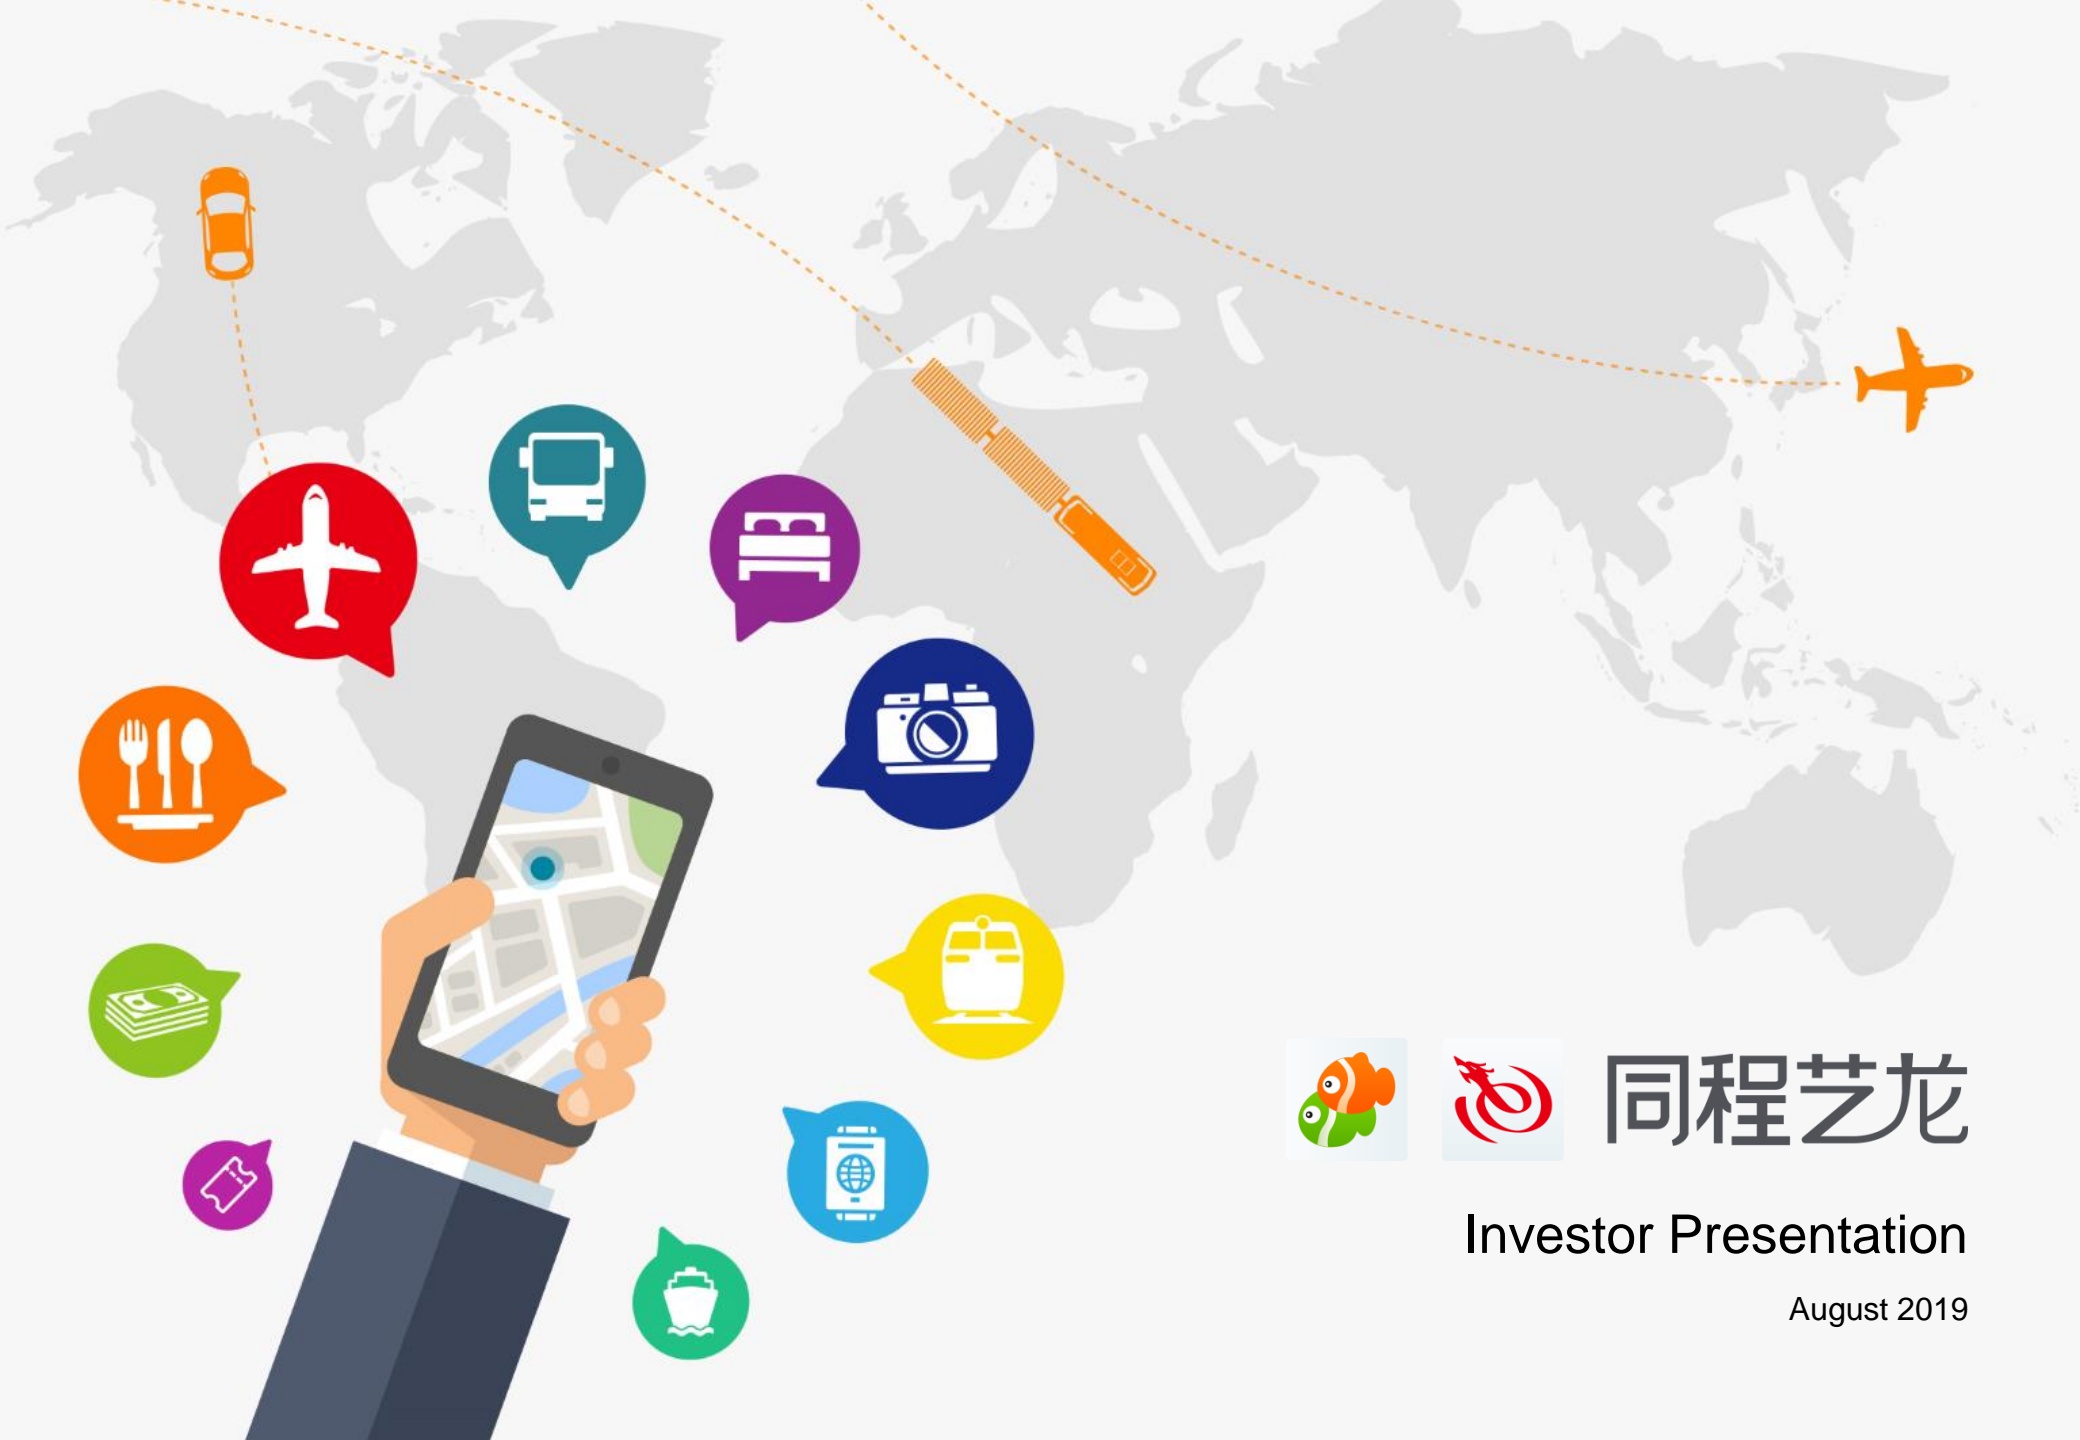 同程艺龙
Investor Presentation
August 2019